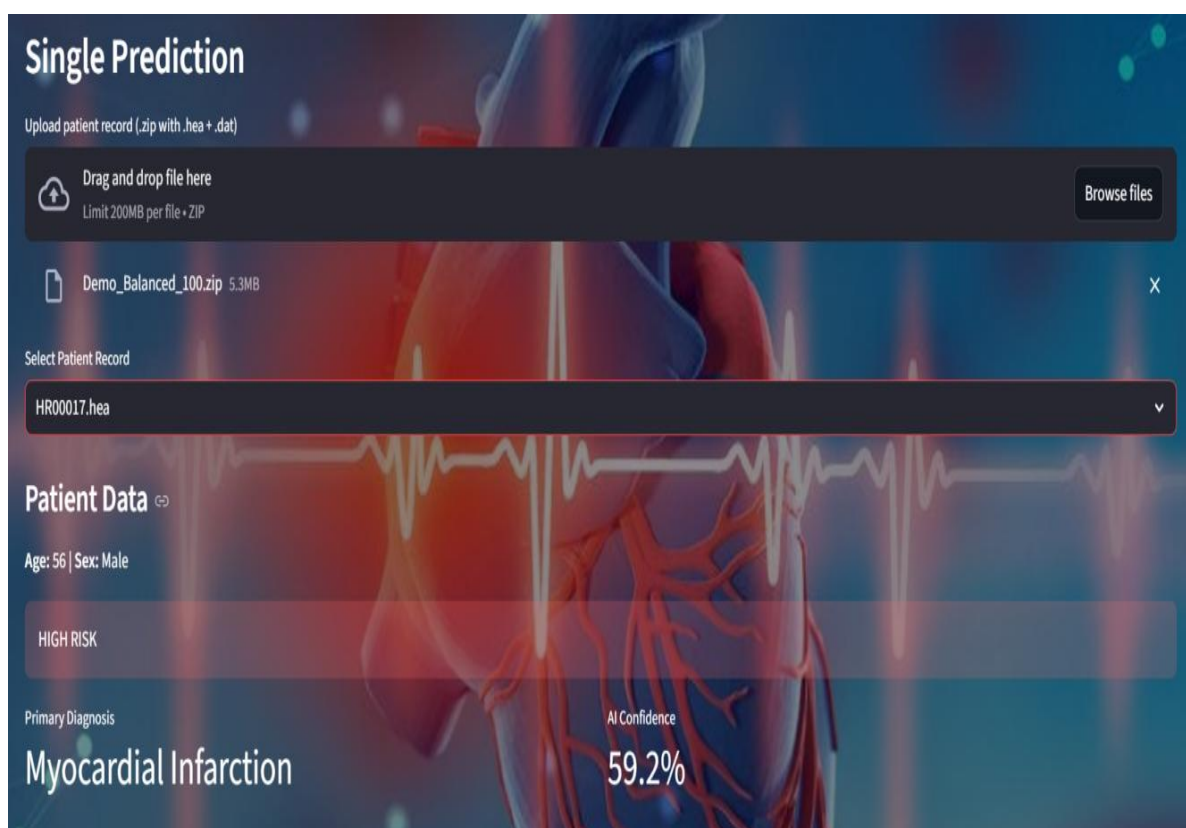 Single Prediction
Upload patient record (.zip with .hea + .dat)
Drag and drop file here
Limit 200MB per file • ZIP
Browse files
Demo_Balanced_100.zip 5.3MB
Select Patient Record
HR00017.hea
Patient Data
Age: 56 | Sex: Male
HIGH RISK
Primary Diagnosis
AI Confidence
Myocardial Infarction
59.2%